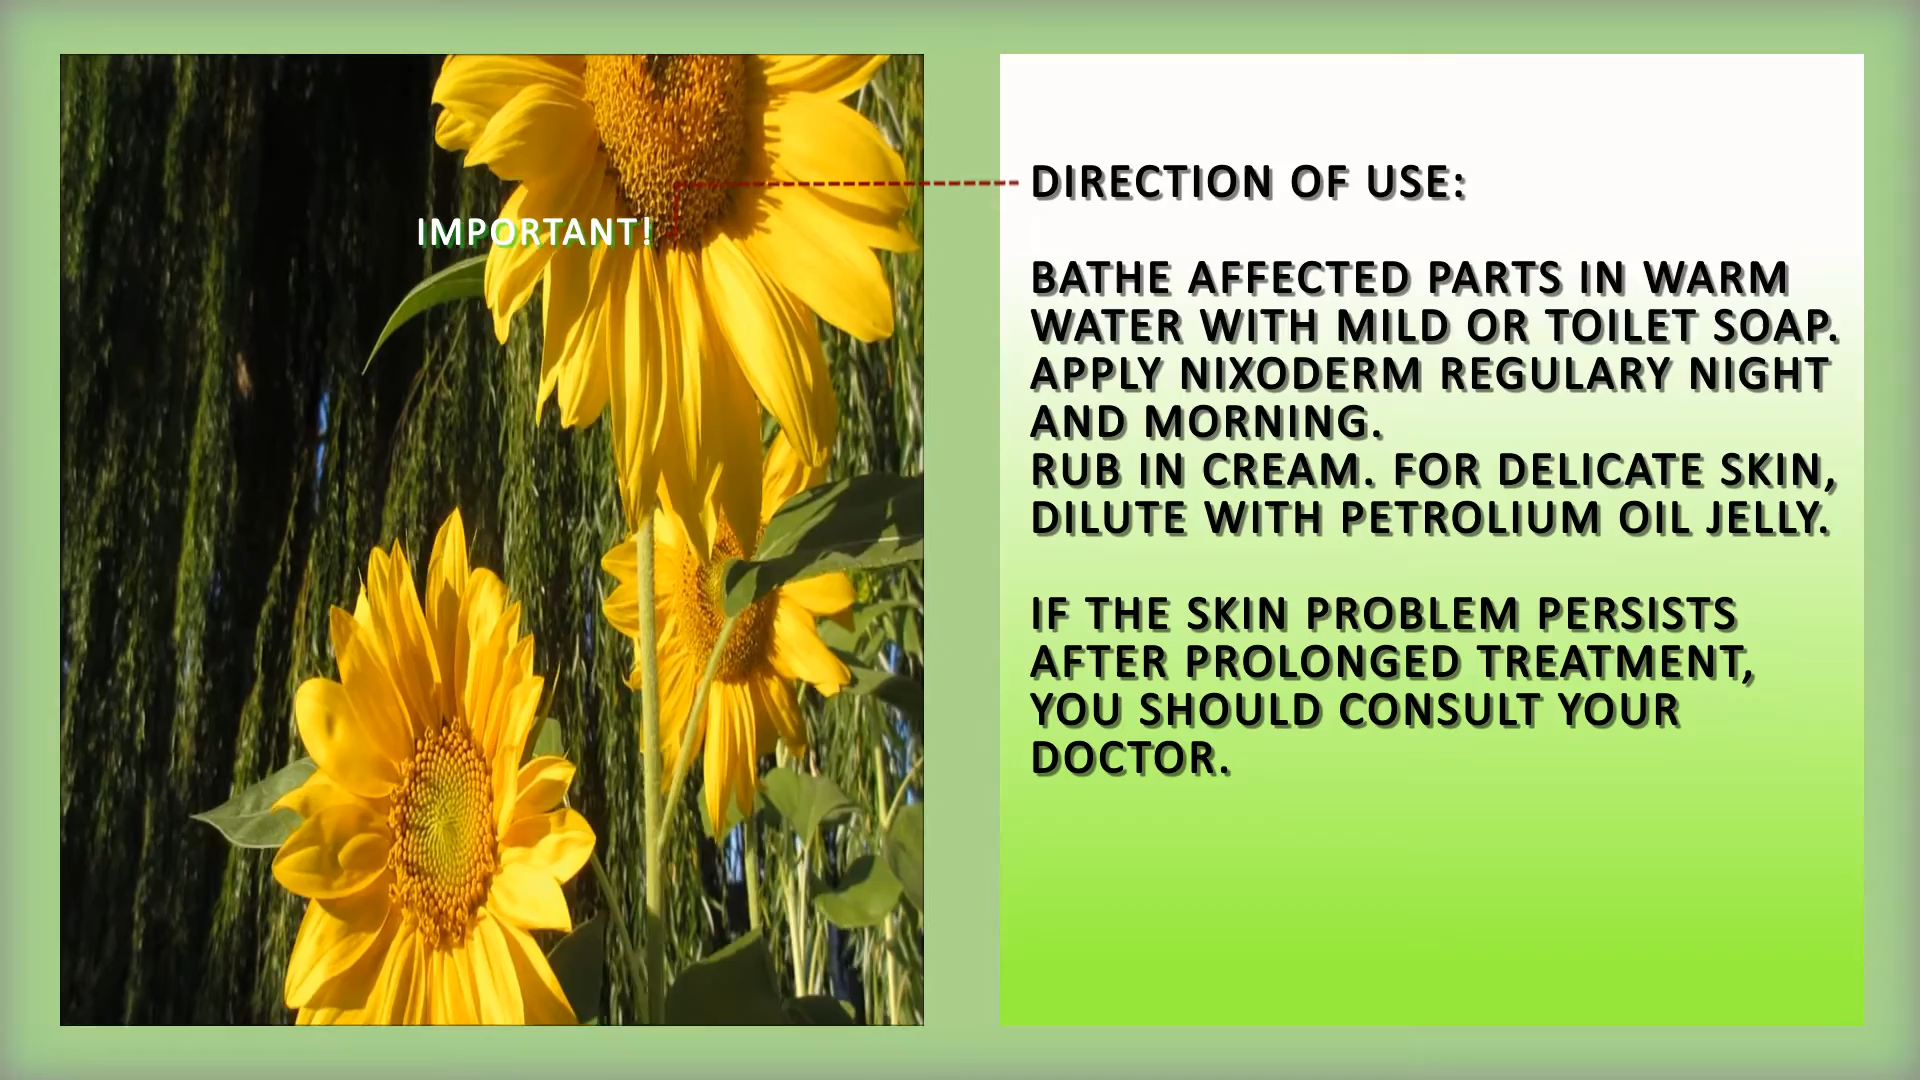 IMPORTANT!
DIRECTION OF USE:
BATHE AFFECTED PARTS IN WARM
WATER WITH MILD OR TOILET SOAP.
APPLY NIXODERM REGULARY NIGHT
AND MORNING.
RUB IN CREAM. FOR DELICATE SKIN,
DILUTE WITH PETROLIUM OIL JELLY.
IF THE SKIN PROBLEM PERSISTS
AFTER PROLONGED TREATMENT,
YOU SHOULD CONSULT YOUR
DOCTOR.